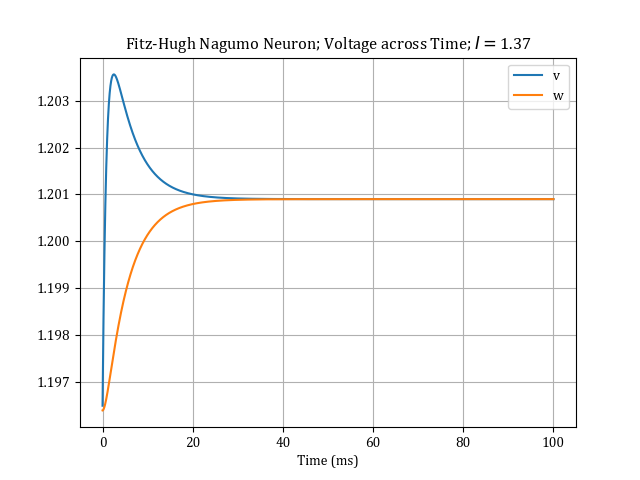 Fitz-Hugh Nagumo Neuron; Voltage across Time; I = 1.37
v
w
1.203
1.202
1.201
1.200
1.199
1.198
1.197
0 20 40 60 80 100
Time (ms)